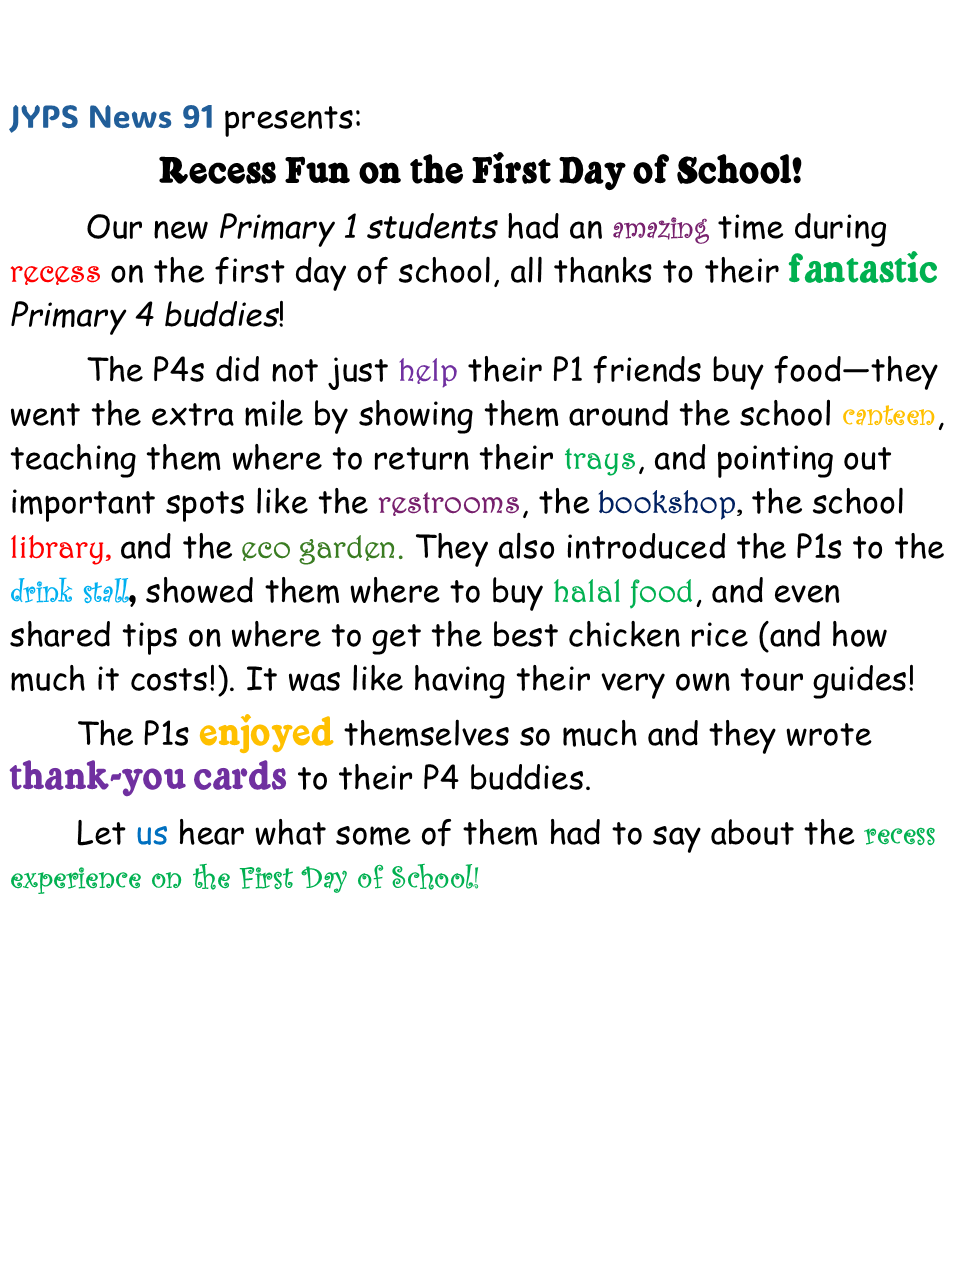 JYPS News 91 presents:
Recess Fun on the First Day of School!
Our new Primary 1 students had an amazing time during
recess on the first day of school, all thanks to their fantastic
Primary 4 buddies!
The P4s did not just help their P1 friends buy food—they
went the extra mile by showing them around the school canteen,
teaching them where to return their trays, and pointing out
important spots like the restrooms, the bookshop, the school
library, and the eco garden. They also introduced the P1s to the
drink stall, showed them where to buy halal food, and even
shared tips on where to get the best chicken rice (and how
much it costs!). It was like having their very own tour guides!
The P1s enjoyed themselves so much and they wrote
thank-you cards to their P4 buddies.
Let us hear what some of them had to say about the recess
experience on the First Day of School!